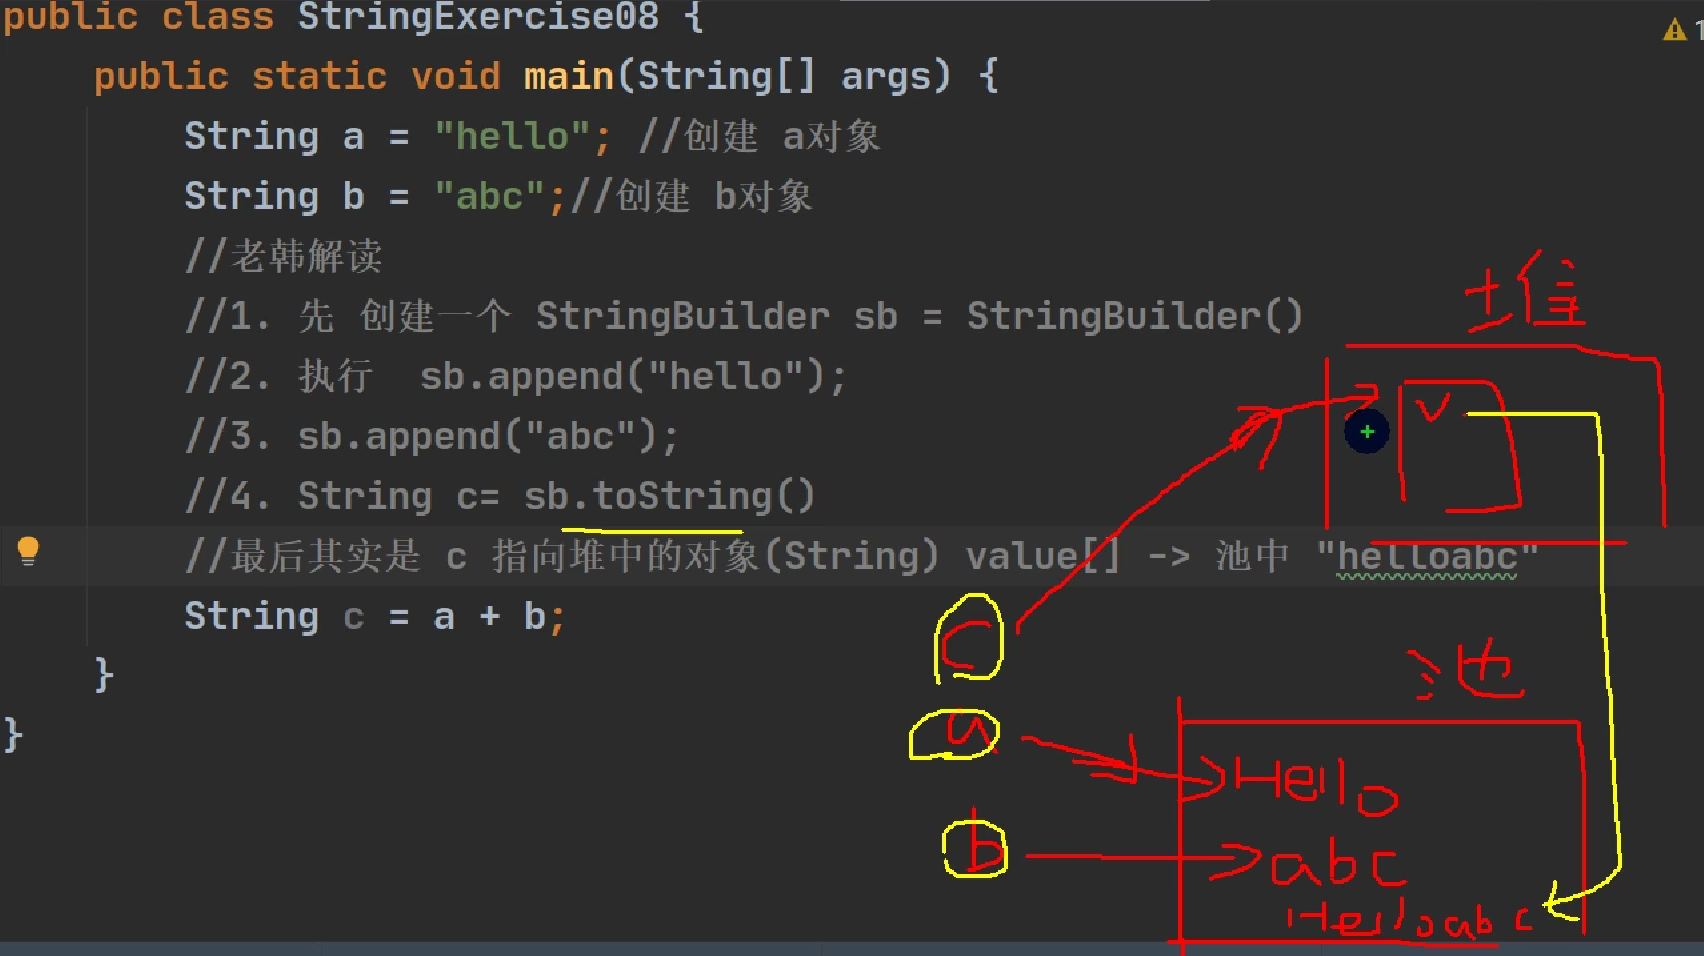 public class StringExercise08 {
public static void main(String[] args) {
String a = "hello"; //创建 a对象
String b = "abc";//创建 b对象
//老韩解读
//1. 先 创建一个 StringBuilder sb = StringBuilder()
//2. 执行  sb.append("hello");
//3. sb.append("abc");
//4. String c= sb.toString()
//最后其实是 c 指向堆中的对象(String) value[] -> 池中 "helloabc"
String c = a + b;
}
}
1
堆
v
c
池
a
Hello
b
abc
Helloabc